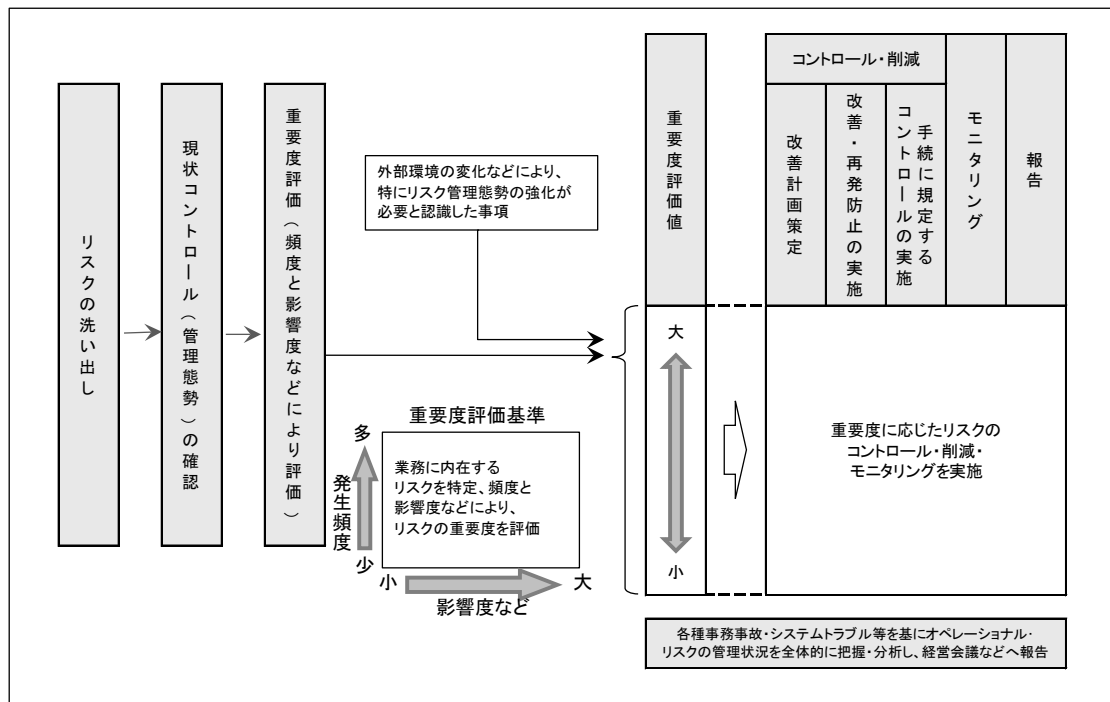 リスクの洗い出し
現状コントロール（管理態勢）の確認
重要度評価（頻度と影響度などにより評価）
外部環境の変化などにより、
特にリスク管理態勢の強化が
必要と認識した事項
重要度評価基準
多
発生頻度
少
業務に内在する
リスクを特定、頻度と
影響度などにより、
リスクの重要度を評価
小
大
影響度など
重要度評価値
大
小
コントロール・削減
改善計画策定
改善・再発防止の実施
手続に規定する
コントロールの実施
モニタリング
報告
重要度に応じたリスクの
コントロール・削減・
モニタリングを実施
各種事務事故・システムトラブル等を基にオペレーショナル・
リスクの管理状況を全体的に把握・分析し、経営会議などへ報告